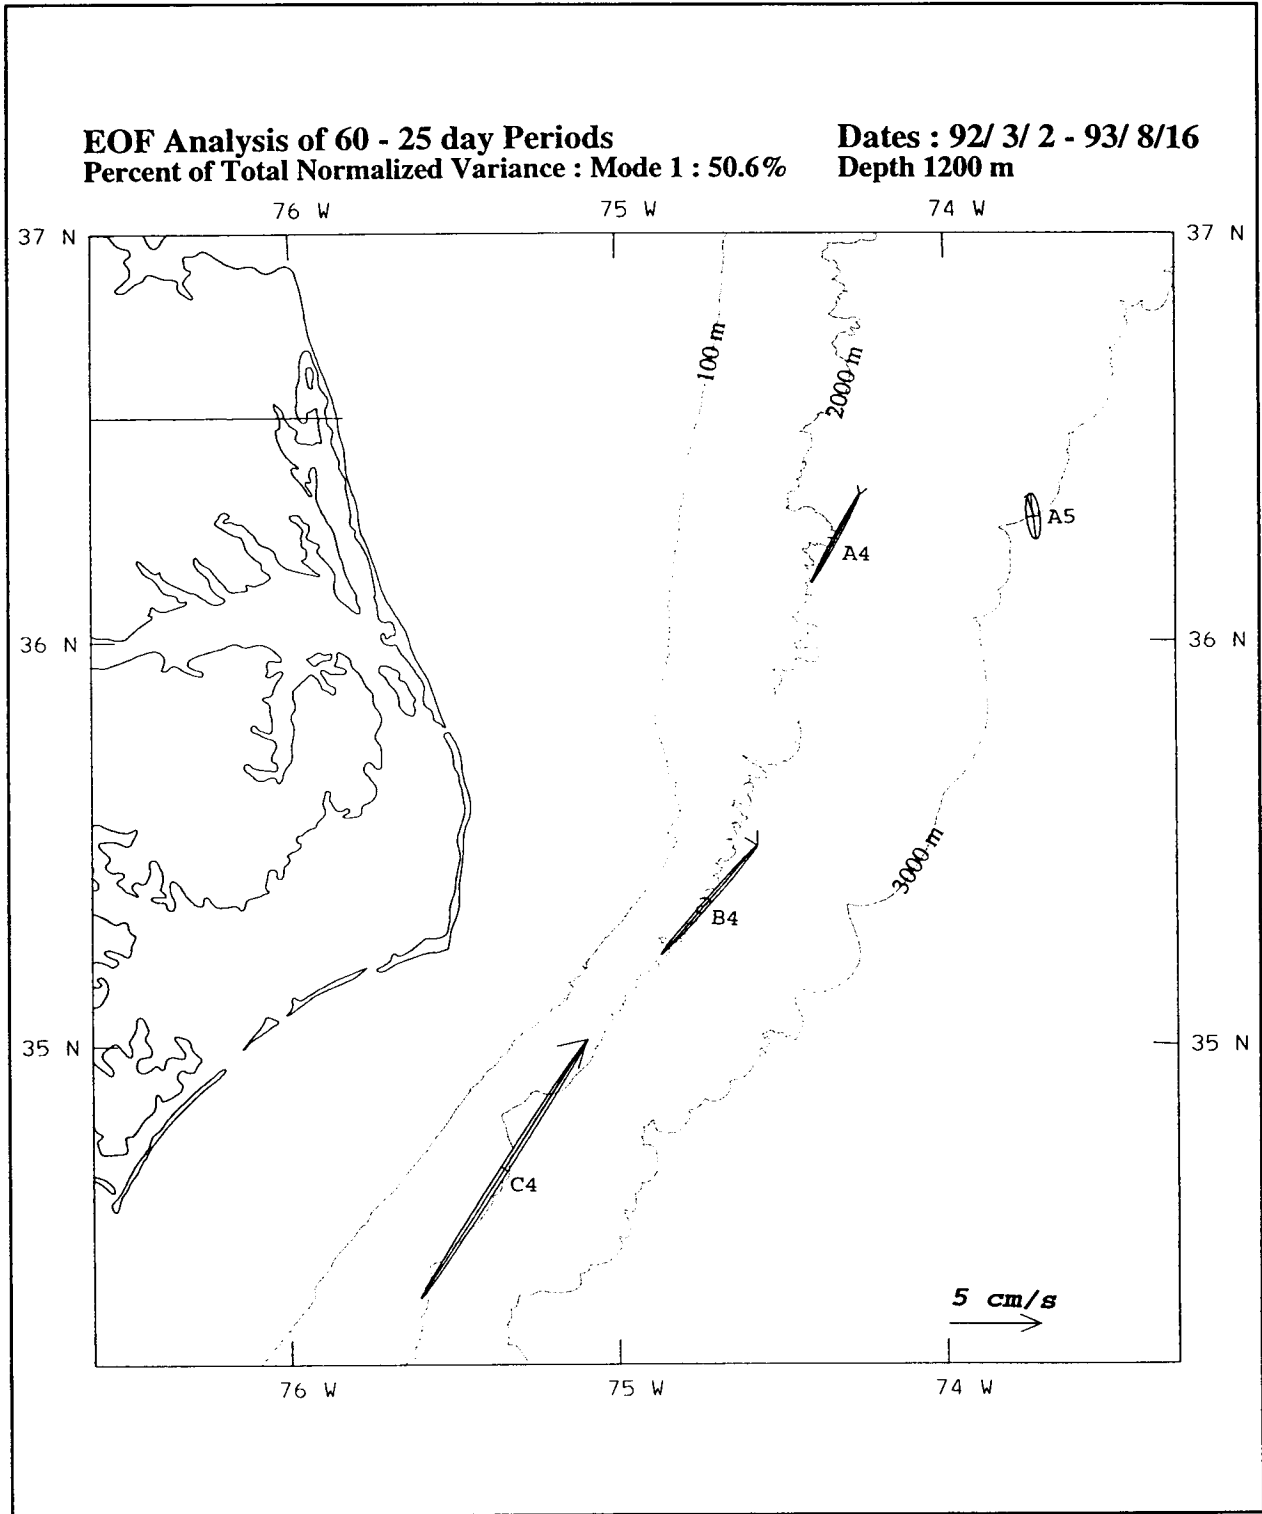 EOF Analysis of 60 - 25 day Periods
Dates : 92/ 3/ 2 - 93/ 8/16
Percent of Total Normalized Variance : Mode 1 : 50.6%
Depth 1200 m
76 W
75 W
74 W
37 N
37 N
100 m
2000 m
A5
A4
36 N
36 N
3000 m
B4
35 N
35 N
C4
5 cm/s
76 W
75 W
74 W